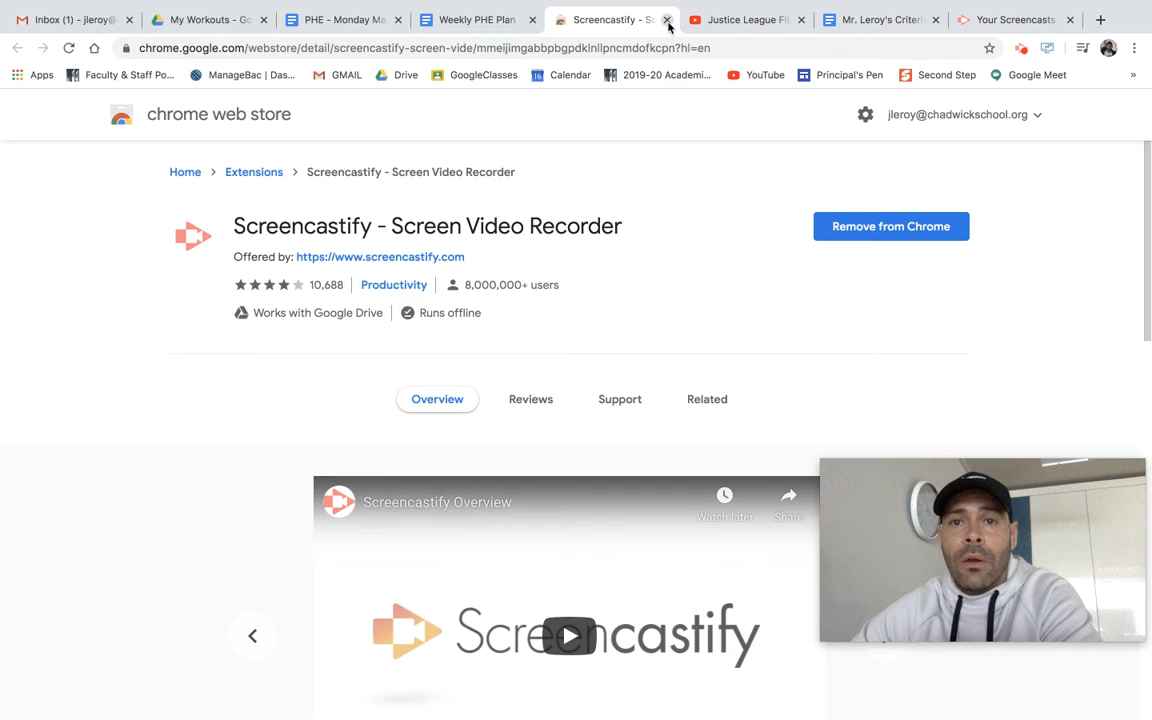 Inbox (1) - jleroy@
My Workouts - Go
PHE - Monday Ma
Weekly PHE Plan -
Screencastify - Sc
Justice League Fit
Mr. Leroy's Criteri
Your Screencasts
chrome.google.com/webstore/detail/screencastify-screen-vide/mmeijimgabbpbgpdklnllpncmdofkcpn?hl=en
Apps
Faculty & Staff Po...
ManageBac | Das...
GMAIL
Drive
GoogleClasses
Calendar
2019-20 Academi...
YouTube
Principal's Pen
Second Step
Google Meet
»
chrome web store
jleroy@chadwickschool.org
Home
Extensions
Screencastify - Screen Video Recorder
Screencastify - Screen Video Recorder
Remove from Chrome
Offered by: https://www.screencastify.com
10,688
Productivity
8,000,000+ users
Works with Google Drive
Runs offline
Overview
Reviews
Support
Related
Screencastify Overview
Watch later
Share
Screencastify